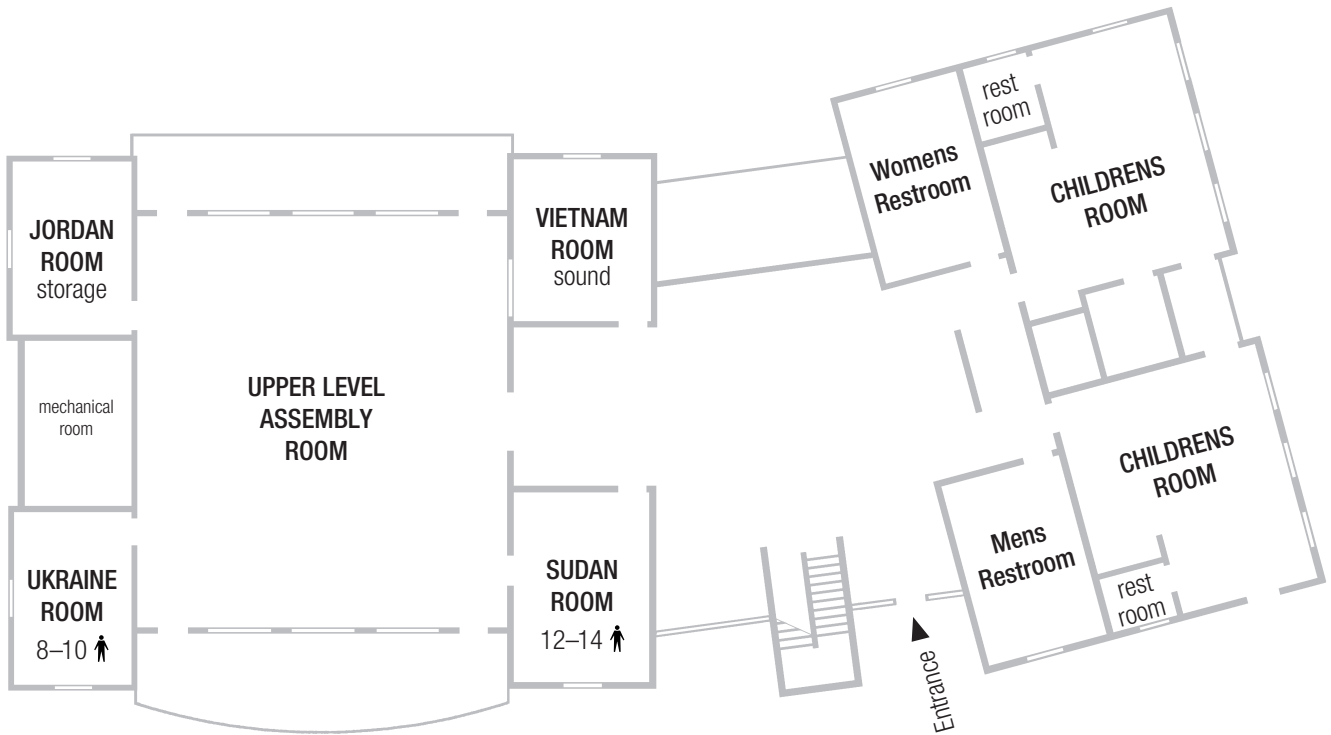 JORDAN
ROOM
storage
mechanical
room
UKRAINE
ROOM
8–10
UPPER LEVEL
ASSEMBLY
ROOM
VIETNAM
ROOM
sound
SUDAN
ROOM
12–14
Entrance
Womens
Restroom
rest
room
CHILDRENS
ROOM
CHILDRENS
ROOM
Mens
Restroom
rest
room